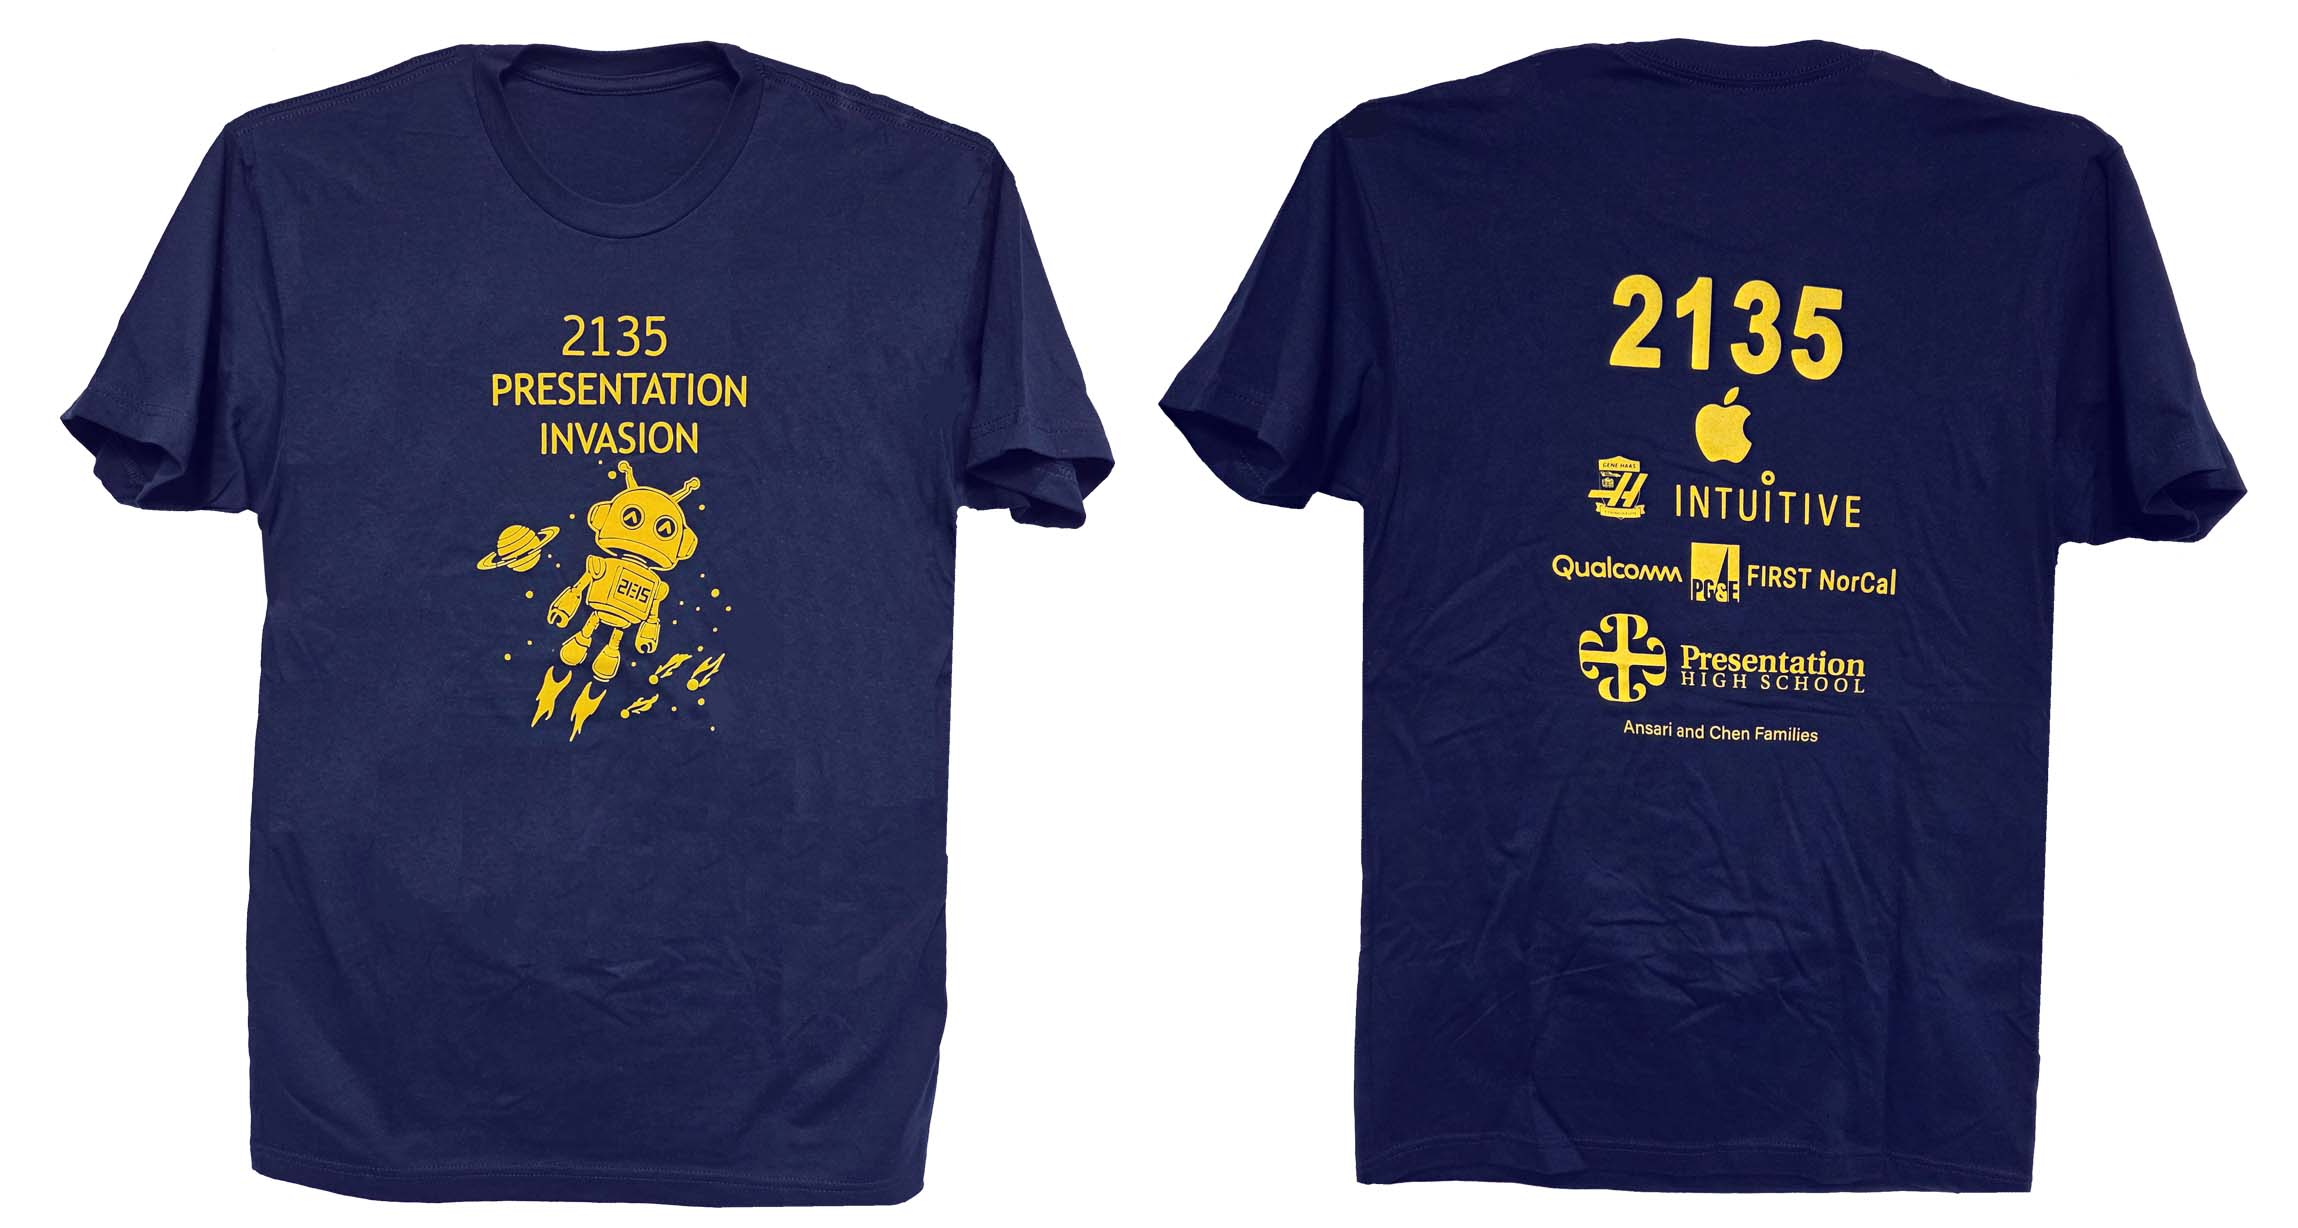 2135
PRESENTATION
INVASION
2135
2135
GENE HAAS
INTUITIVE
Qualcomm PG&E FIRST NorCal
Presentation
HIGH SCHOOL
Ansari and Chen Families